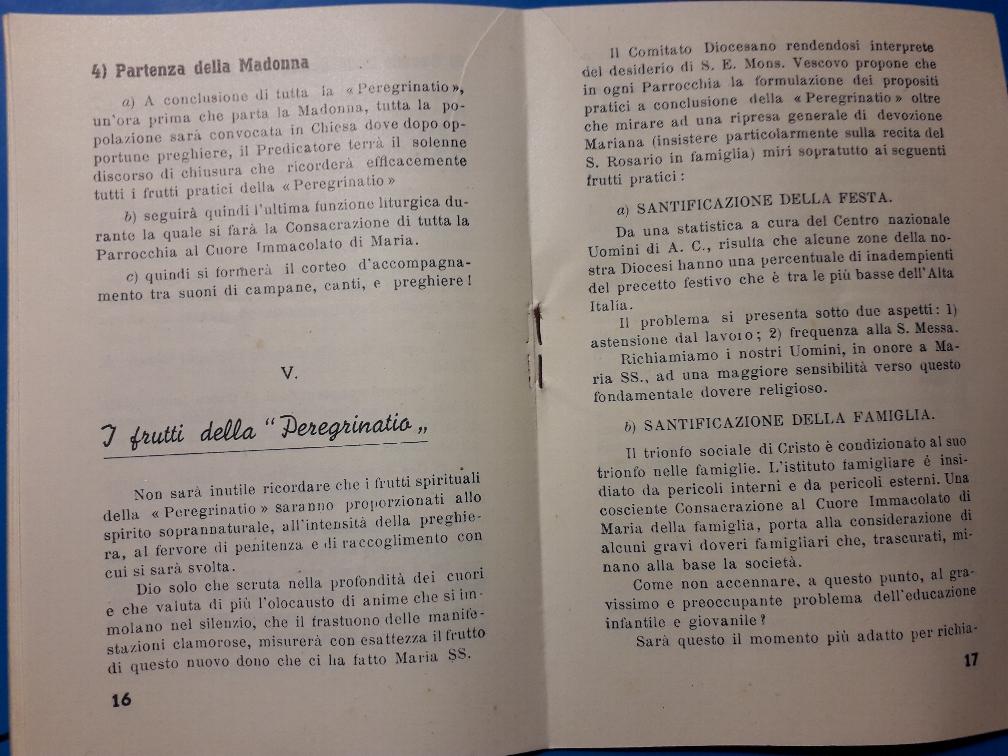 4) Partenza della Madonna
a) A conclusione di tutta la « Peregrinatio »,
un'ora prima che parta la Madonna, tutta la po-
polazione sarà convocata in Chiesa dove dopo op-
portune preghiere, il Predicatore terrà il solenne
discorso di chiusura che ricorderà efficacemente
tutti i frutti pratici della « Peregrinatio »
b) seguirà quindi l'ultima funzione liturgica du-
rante la quale si farà la Consacrazione di tutta la
Parrocchia al Cuore Immacolato di Maria.
c) quindi si formerà il corteo d'accompagna-
mento tra suoni di campane, canti, e preghiere !
V.
I frutti della “ Peregrinatio „
Non sarà inutile ricordare che i frutti spirituali
della « Peregrinatio » saranno proporzionati allo
spirito soprannaturale, all'intensità della preghie-
ra, al fervore di penitenza e di raccoglimento con
cui si sarà svolta.
Dio solo che scruta nella profondità dei cuori
e che valuta di più l'olocausto di anime che si im-
molano nel silenzio, che il frastuono delle manife-
stazioni clamorose, misurerà con esattezza il frutto
di questo nuovo dono che ci ha fatto Maria SS.
16
Il Comitato Diocesano rendendosi interprete
del desiderio di S. E. Mons. Vescovo propone che
in ogni Parrocchia la formulazione dei propositi
pratici a conclusione della « Peregrinatio » oltre
che mirare ad una ripresa generale di devozione
Mariana (insistere particolarmente sulla recita del
S. Rosario in famiglia) miri sopratutto ai seguenti
frutti pratici :
a) SANTIFICAZIONE DELLA FESTA.
Da una statistica a cura del Centro nazionale
Uomini di A. C., risulta che alcune zone della no-
stra Diocesi hanno una percentuale di inadempienti
del precetto festivo che è tra le più basse dell'Alta
Italia.
Il problema si presenta sotto due aspetti : 1)
astensione dal lavoro ; 2) frequenza alla S. Messa.
Richiamiamo i nostri Uomini, in onore a Ma-
ria SS., ad una maggiore sensibilità verso questo
fondamentale dovere religioso.
b) SANTIFICAZIONE DELLA FAMIGLIA.
Il trionfo sociale di Cristo è condizionato al suo
trionfo nelle famiglie. L'istituto famigliare é insi-
diato da pericoli interni e da pericoli esterni. Una
cosciente Consacrazione al Cuore Immacolato di
Maria della famiglia, porta alla considerazione di
alcuni gravi doveri famigliari che, trascurati, mi-
nano alla base la società.
Come non accennare, a questo punto, al gra-
vissimo e preoccupante problema dell'educazione
infantile e giovanile ?
Sarà questo il momento più adatto per richia-
17